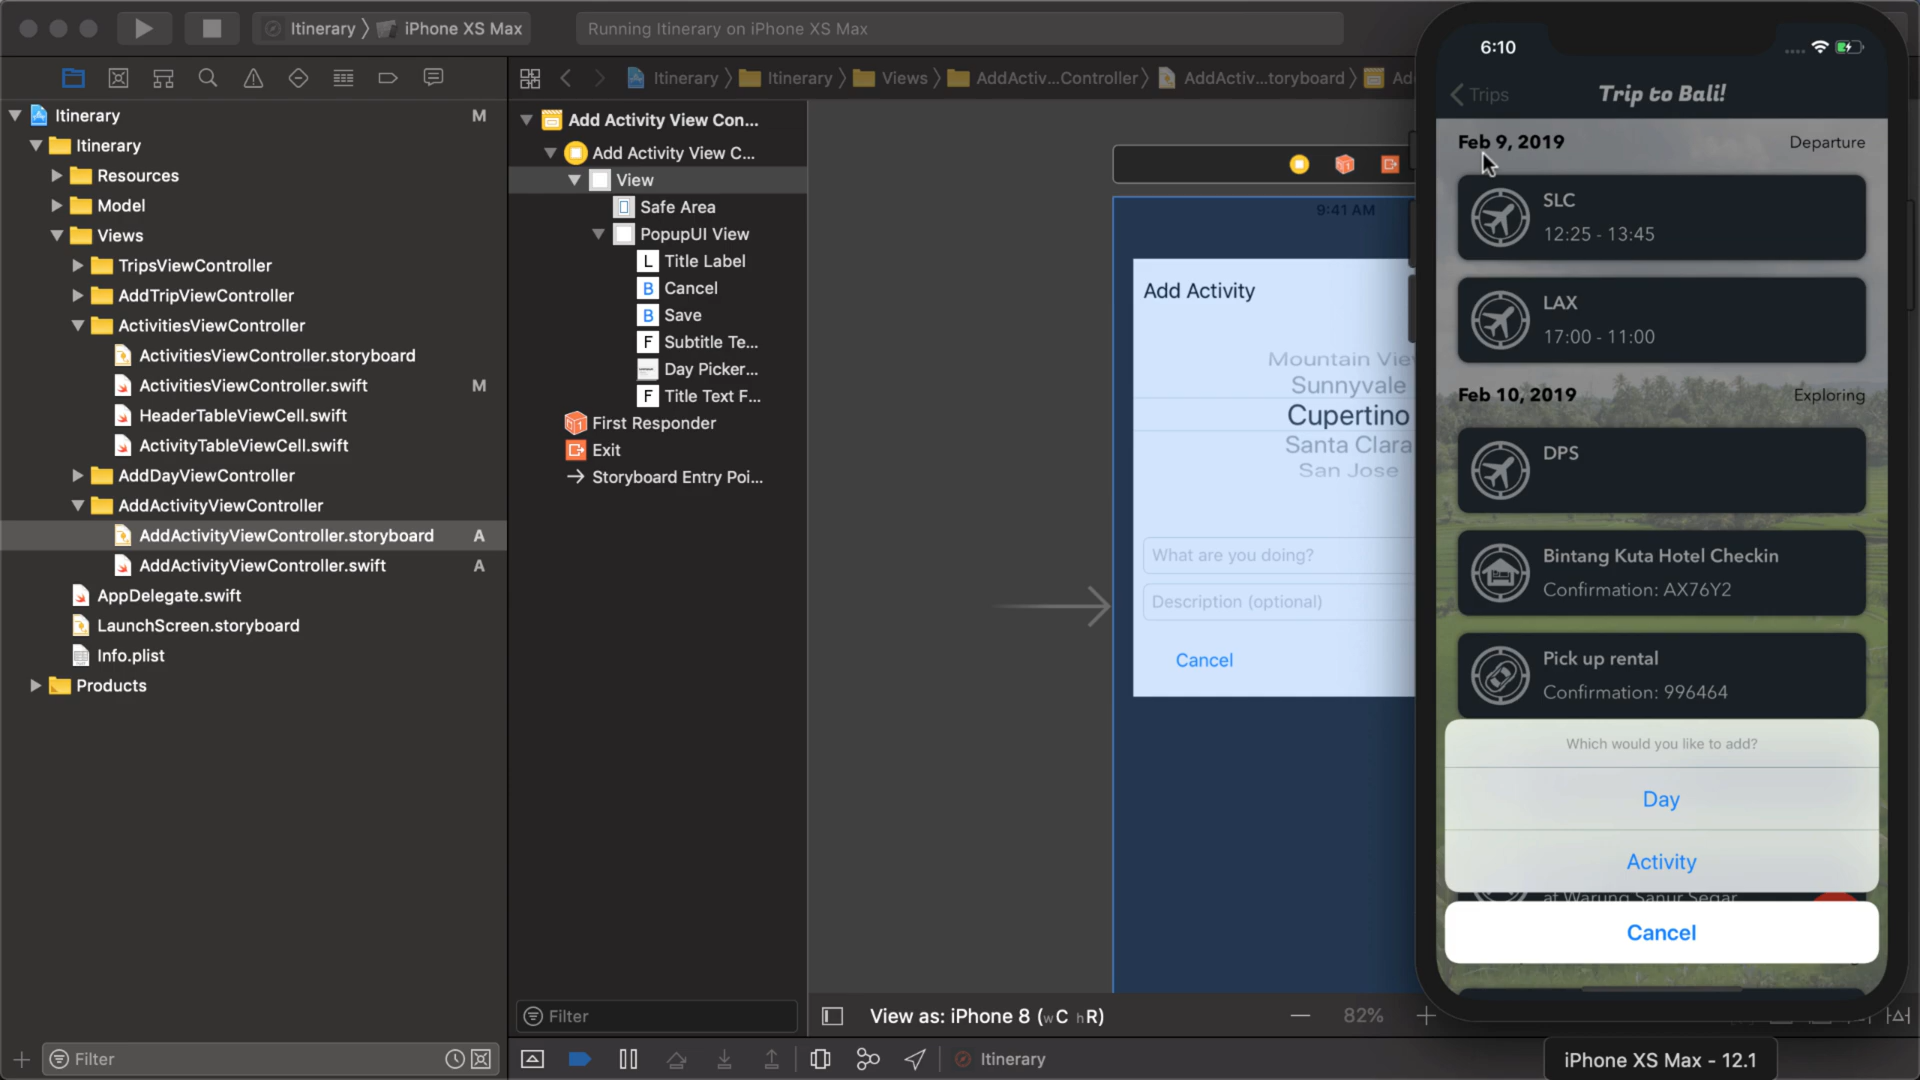 Itinerary
iPhone XS Max
Running Itinerary on iPhone XS Max
Itinerary
Itinerary
Views
AddActiv...Controller
AddActiv...toryboard
Itinerary
M
Itinerary
Resources
Model
Views
TripsViewController
AddTripViewController
ActivitiesViewController
ActivitiesViewController.storyboard
ActivitiesViewController.swift
M
HeaderTableViewCell.swift
ActivityTableViewCell.swift
AddDayViewController
AddActivityViewController
AddActivityViewController.storyboard
A
AddActivityViewController.swift
A
AppDelegate.swift
LaunchScreen.storyboard
Info.plist
Products
Filter
Add Activity View Con...
Add Activity View C...
View
Safe Area
PopupUI View
L Title Label
B Cancel
B Save
F Subtitle Te...
Day Picker...
F Title Text F...
First Responder
Exit
Storyboard Entry Poi...
Filter
9:41 AM
Add Activity
Mountain Vie
Sunnyvale
Cupertino
Santa Clara
San Jose
What are you doing?
Description (optional)
Cancel
View as: iPhone 8 (wC hR)
82%
Itinerary
6:10
Trips
Trip to Bali!
Feb 9, 2019
Departure
SLC
12:25 - 13:45
LAX
17:00 - 11:00
Feb 10, 2019
Exploring
DPS
Bintang Kuta Hotel Checkin
Confirmation: AX76Y2
Pick up rental
Confirmation: 996464
Which would you like to add?
Day
Activity
at Warung Sanur Segar
Cancel
iPhone XS Max - 12.1